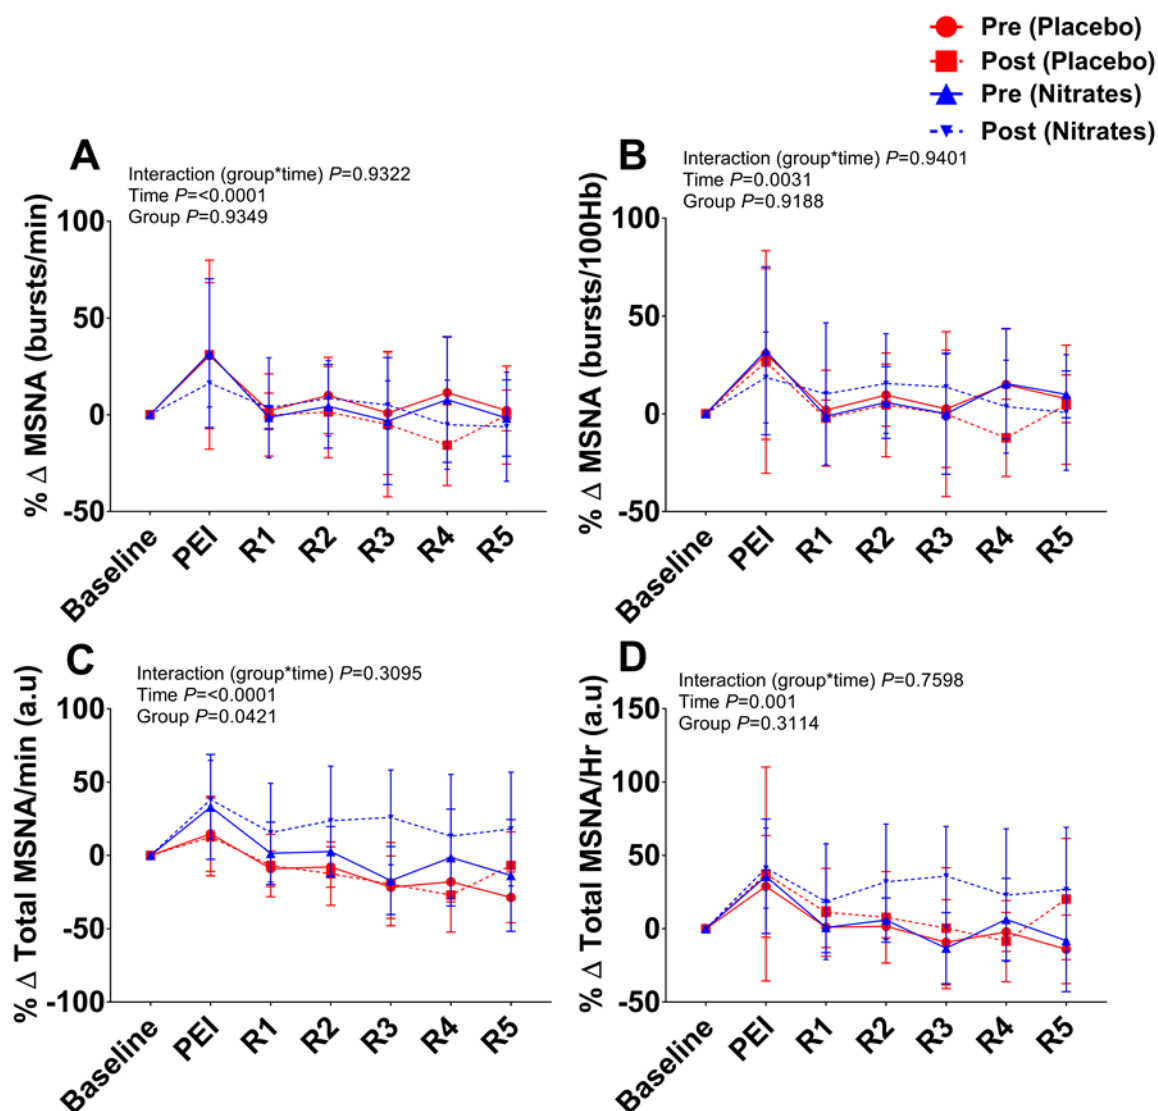 Pre (Placebo)
Post (Placebo)
Pre (Nitrates)
Post (Nitrates)
A
Interaction (group*time) P=0.9322
Time P=<0.0001
Group P=0.9349
% Δ MSNA (bursts/min)
100
50
0
-50
Baseline
PEI
R1
R2
R3
R4
R5
B
Interaction (group*time) P=0.9401
Time P=0.0031
Group P=0.9188
% Δ MSNA (bursts/100Hb)
100
50
0
-50
Baseline
PEI
R1
R2
R3
R4
R5
C
Interaction (group*time) P=0.3095
Time P=<0.0001
Group P=0.0421
% Δ Total MSNA/min (a.u)
100
50
0
-50
-100
Baseline
PEI
R1
R2
R3
R4
R5
D
Interaction (group*time) P=0.7598
Time P=0.001
Group P=0.3114
% Δ Total MSNA/Hr (a.u)
150
100
50
0
-50
Baseline
PEI
R1
R2
R3
R4
R5